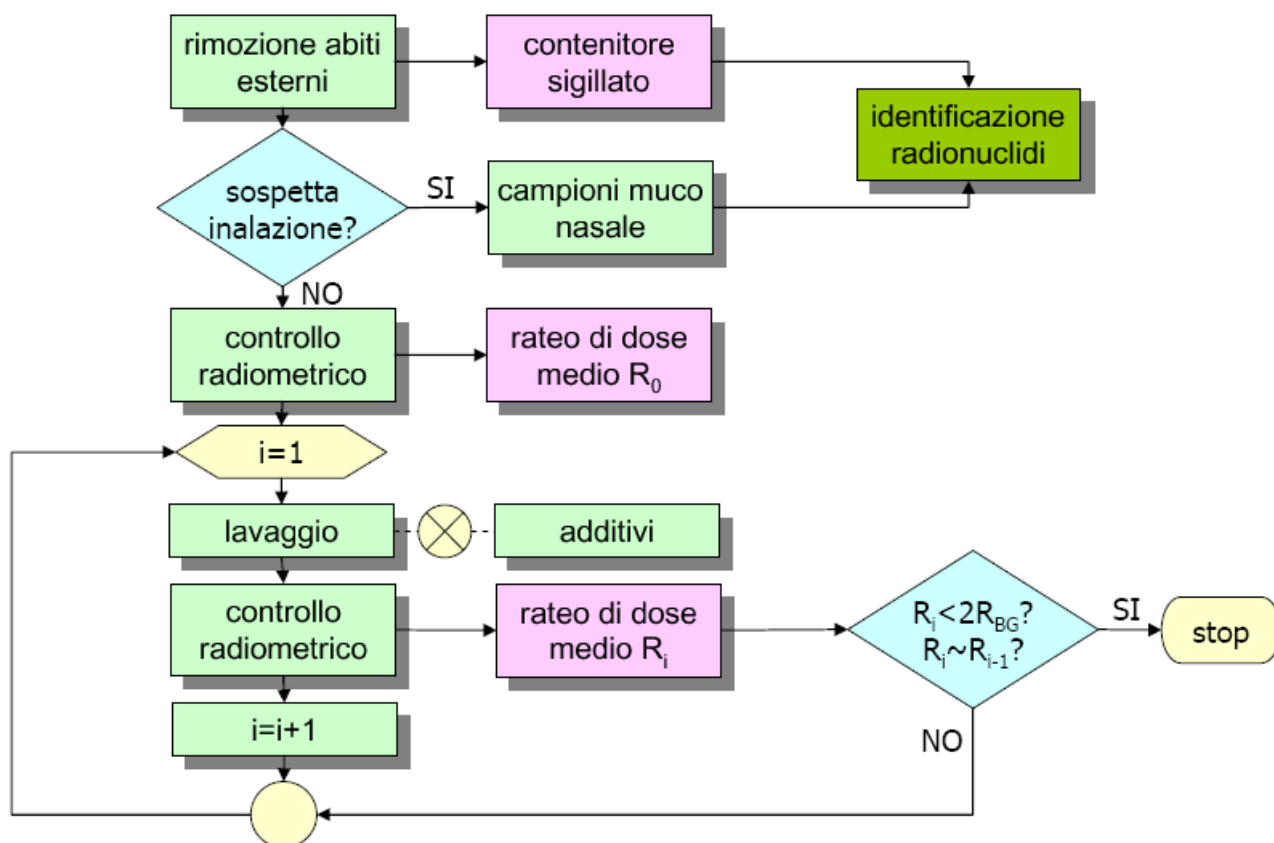 rimozione abiti
esterni
contenitore
sigillato
identificazione
radionuclidi
sospetta
inalazione?
SI
campioni muco
nasale
NO
controllo
radiometrico
rateo di dose
medio R₀
i=1
lavaggio
additivi
controllo
radiometrico
rateo di dose
medio Rᵢ
Rᵢ<2R_BG?
Rᵢ~Rᵢ₋₁?
SI
stop
i=i+1
NO